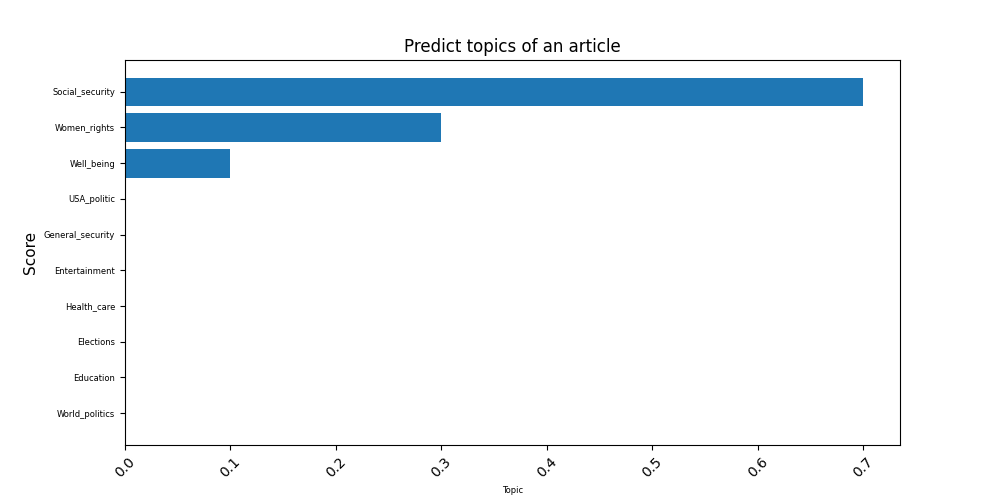 Predict topics of an article
Social_security
Women_rights
Well_being
USA_politic
General_security
Entertainment
Health_care
Elections
Education
World_politics
Score
0.0 0.1 0.2 0.3 0.4 0.5 0.6 0.7
Topic